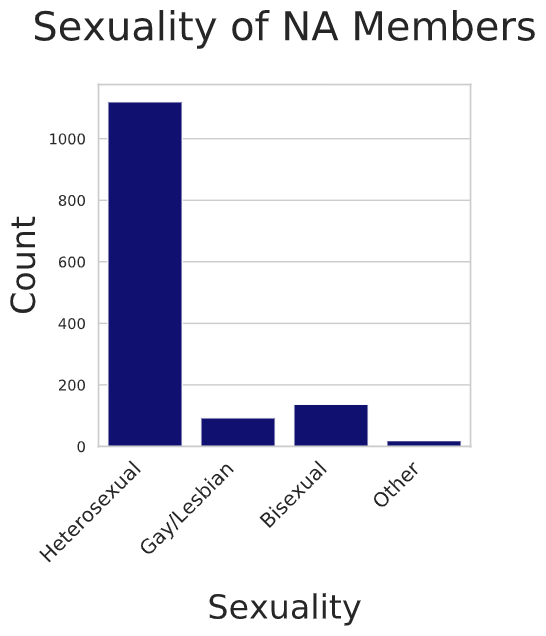 Sexuality of NA Members
Count
1000
800
600
400
200
0
Heterosexual
Gay/Lesbian
Bisexual
Other
Sexuality